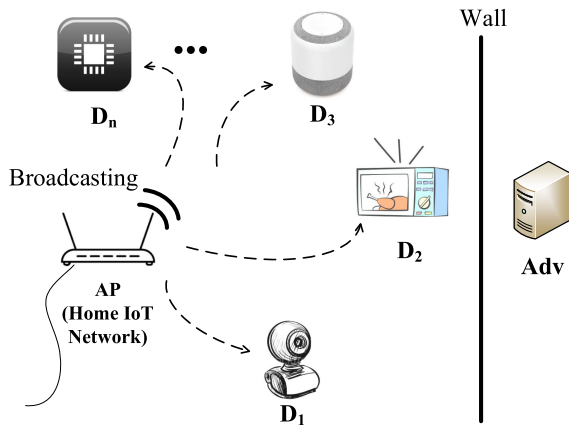 Wall
Dn
D3
Broadcasting
D2
Adv
AP
(Home IoT
Network)
D1